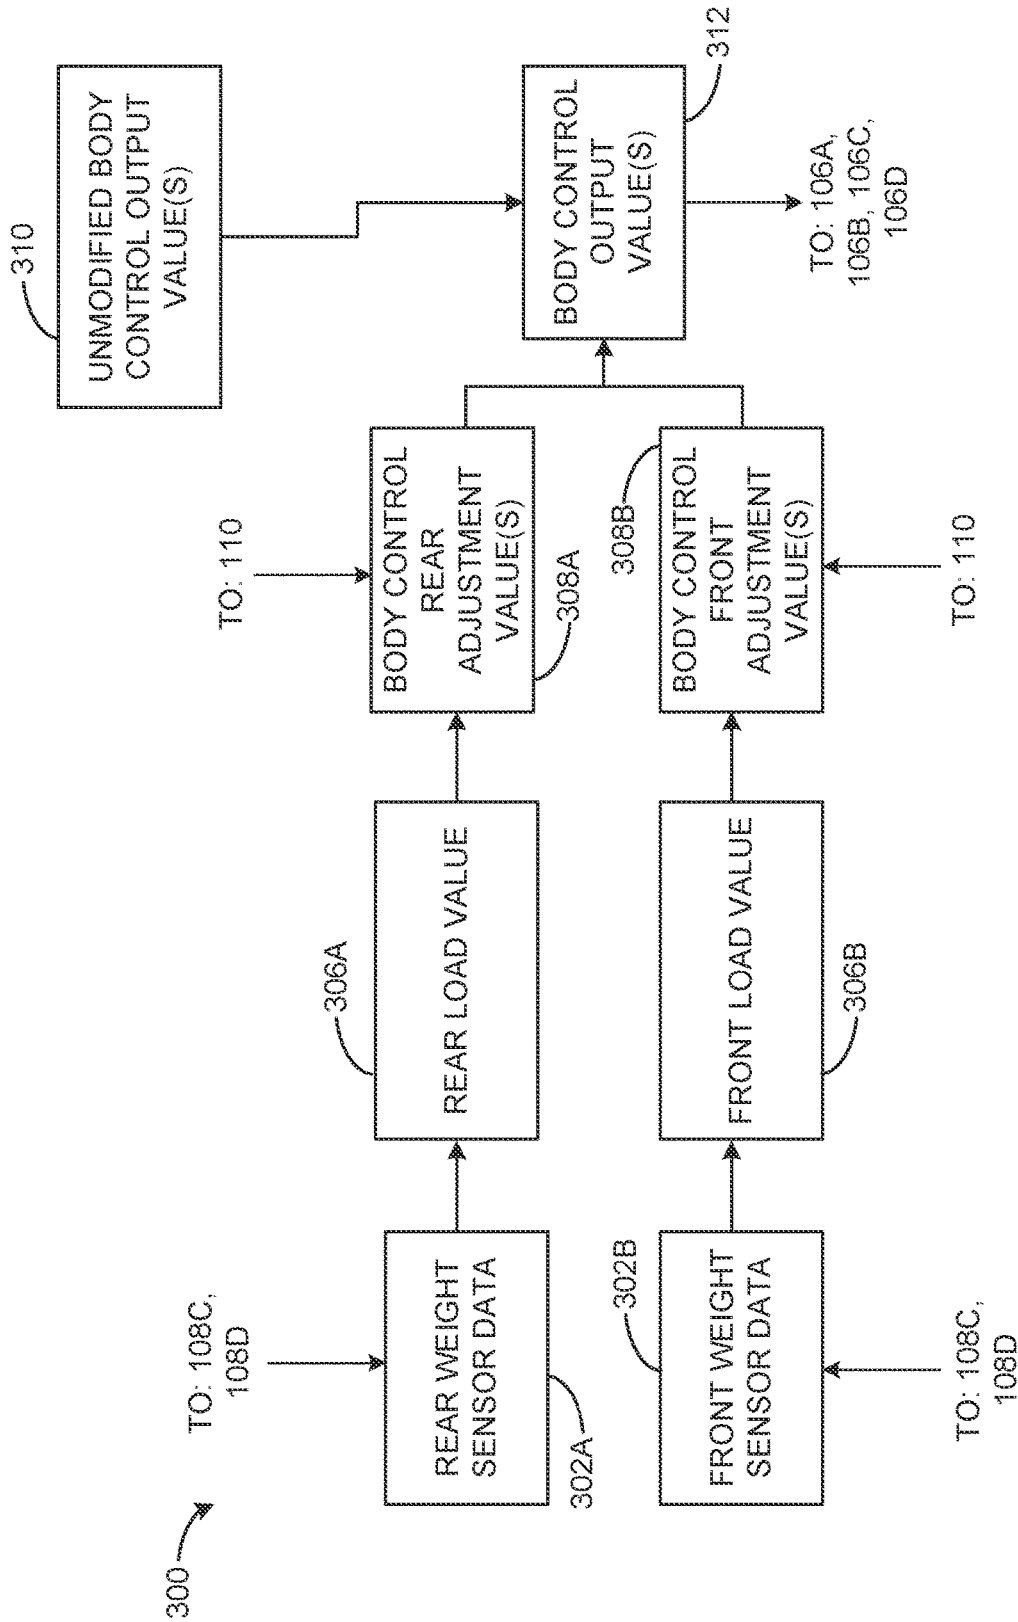 300
TO: 108C,
108D
REAR WEIGHT
SENSOR DATA
302A
306A
REAR LOAD VALUE
TO: 110
BODY CONTROL
REAR
ADJUSTMENT
VALUE(S)
308A
310
UNMODIFIED BODY
CONTROL OUTPUT
VALUE(S)
302B
FRONT WEIGHT
SENSOR DATA
TO: 108C,
108D
FRONT LOAD VALUE
306B
308B
BODY CONTROL
FRONT
ADJUSTMENT
VALUE(S)
TO: 110
BODY CONTROL
OUTPUT
VALUE(S)
312
TO: 106A,
106B, 106C,
106D